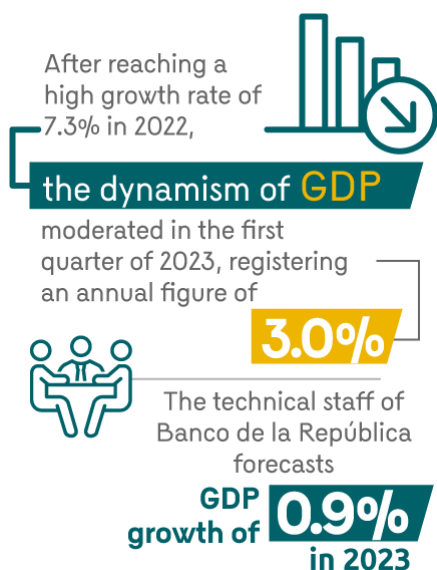 After reaching a
high growth rate of
7.3% in 2022,
the dynamism of GDP
moderated in the first
quarter of 2023, registering
an annual figure of
3.0%
The technical staff of
Banco de la República
forecasts
GDP
growth of 0.9%
in 2023